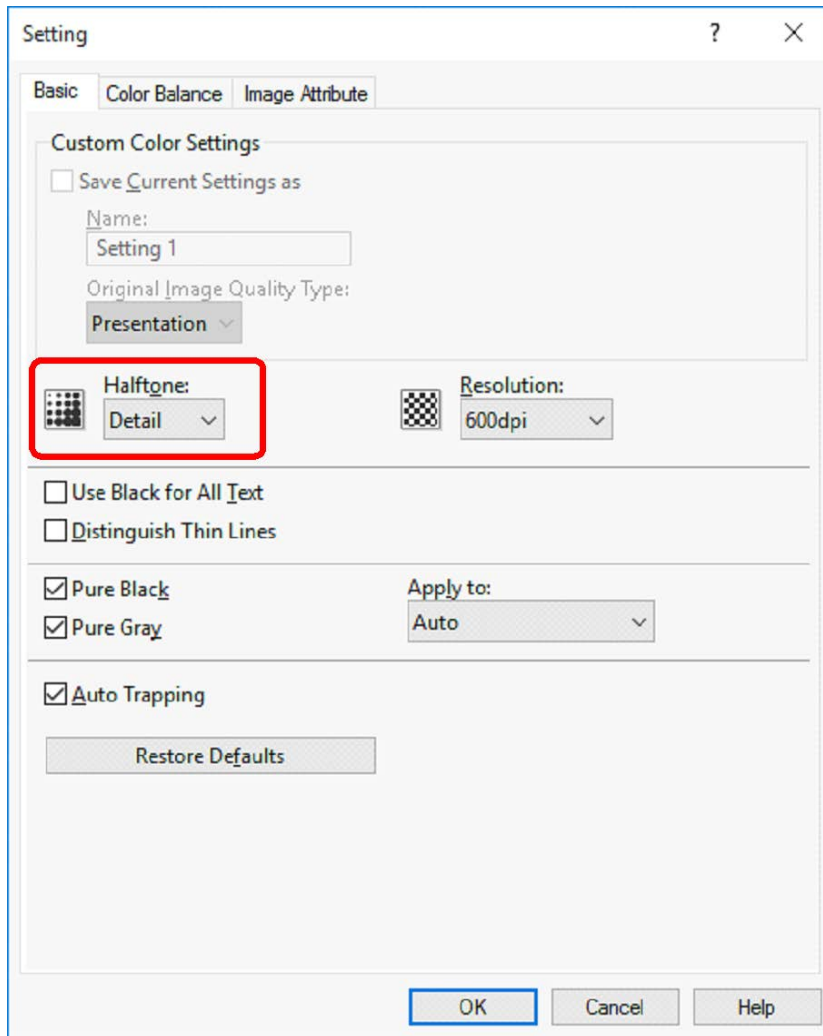 Setting ?
Basic Color Balance Image Attribute
Custom Color Settings
Save Current Settings as
Name:
Setting 1
Original Image Quality Type:
Presentation
Halftone: Resolution:
Detail 600dpi
Use Black for All Text
Distinguish Thin Lines
Pure Black Apply to:
Pure Gray Auto
Auto Trapping
Restore Defaults
OK Cancel Help